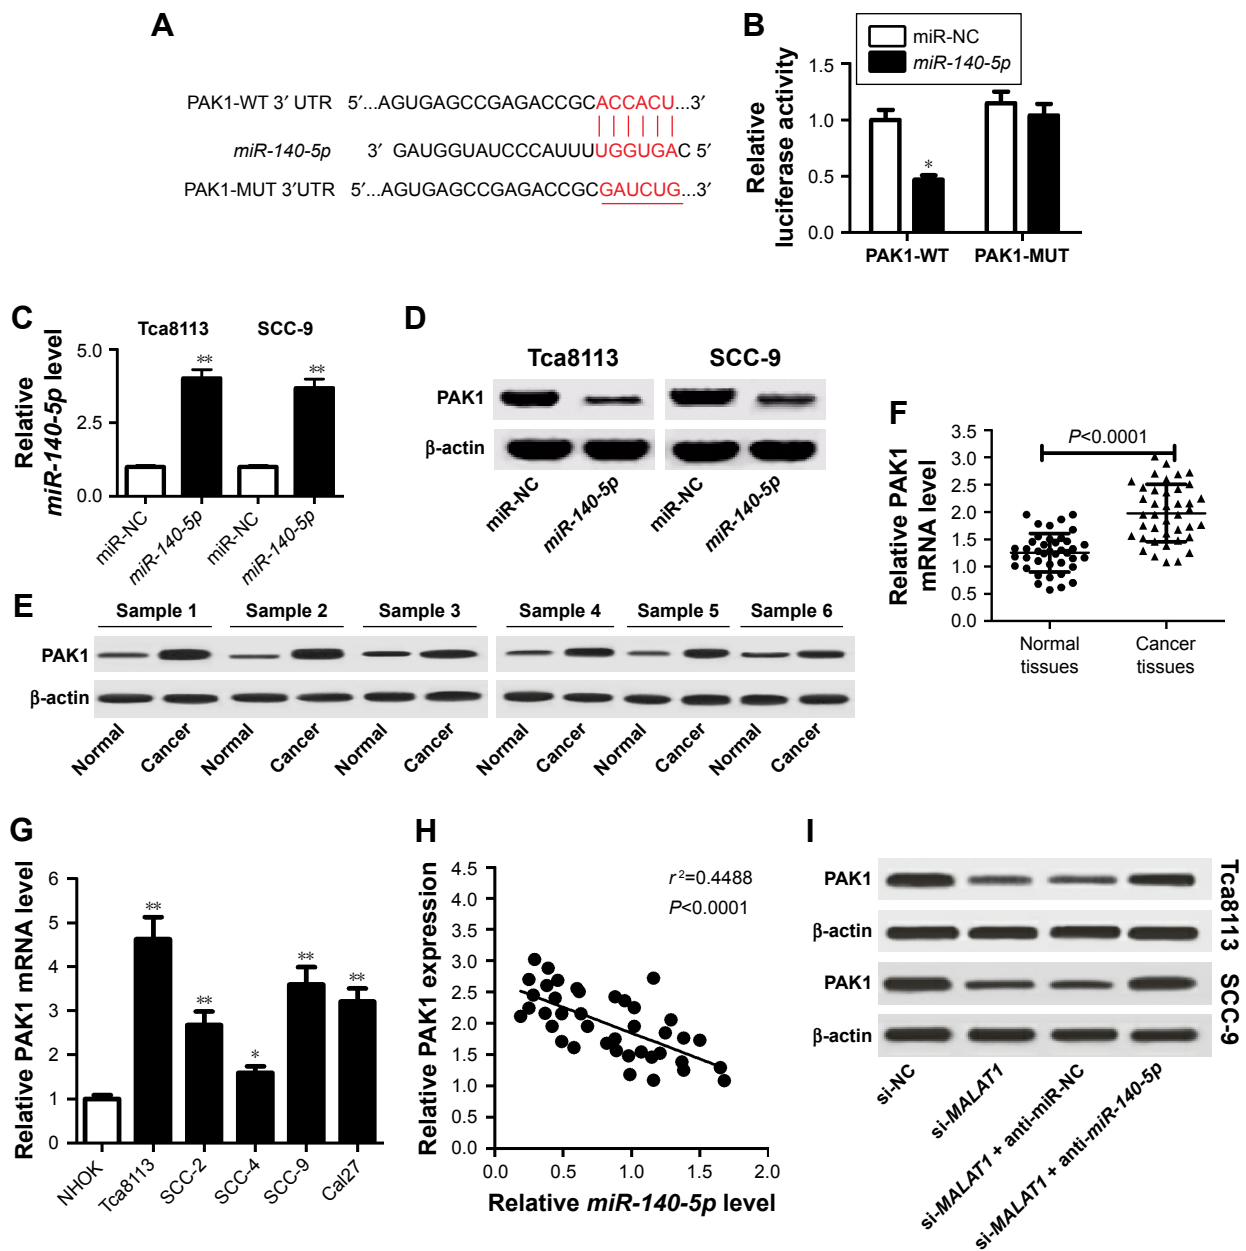 A
PAK1-WT 3′ UTR 5′...AGUGAGCCGAGACCGCACCACU...3′
miR-140-5p 3′ GAUGGUAUCCCAUUUUGGUGAC 5′
PAK1-MUT 3′UTR 5′...AGUGAGCCGAGACCGCGAUCUG...3′
B
miR-NC
miR-140-5p
Relative
luciferase activity
1.5
1.0
0.5
0.0
*
PAK1-WT PAK1-MUT
C
Tca8113 SCC-9
Relative
miR-140-5p level
5.0
2.5
0.0
** **
miR-NC
miR-140-5p
miR-NC
miR-140-5p
D
Tca8113 SCC-9
PAK1
β-actin
miR-NC
miR-140-5p
miR-NC
miR-140-5p
E
Sample 1 Sample 2 Sample 3 Sample 4 Sample 5 Sample 6
PAK1
β-actin
Normal Cancer Normal Cancer Normal Cancer Normal Cancer Normal Cancer Normal Cancer
F
Relative PAK1
mRNA level
3.5
3.0
2.5
2.0
1.5
1.0
0.5
0.0
P<0.0001
Normal
tissues
Cancer
tissues
G
Relative PAK1 mRNA level
6
5
4
3
2
1
0
** ** * ** **
NHOK
Tca8113
SCC-2
SCC-4
SCC-9
Cal27
H
Relative PAK1 expression
4.5
4.0
3.5
3.0
2.5
2.0
1.5
1.0
0.5
0.0
r²=0.4488
P<0.0001
0.0 0.5 1.0 1.5 2.0
Relative miR-140-5p level
I
PAK1
β-actin
Tca8113
PAK1
β-actin
SCC-9
si-NC
si-MALAT1
si-MALAT1 + anti-miR-NC
si-MALAT1 + anti-miR-140-5p